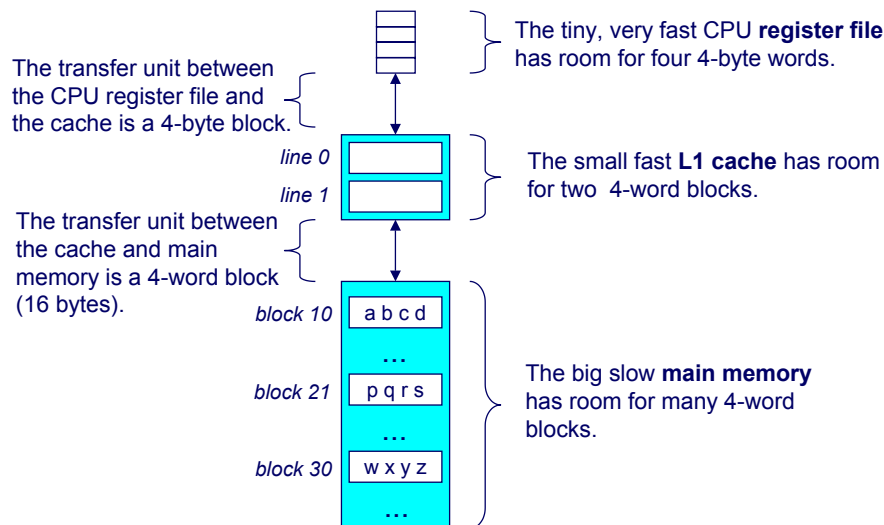 The tiny, very fast CPU register file
has room for four 4-byte words.
The transfer unit between
the CPU register file and
the cache is a 4-byte block.
line 0
line 1
The small fast L1 cache has room
for two 4-word blocks.
The transfer unit between
the cache and main
memory is a 4-word block
(16 bytes).
block 10
a b c d
...
block 21
p q r s
...
block 30
w x y z
...
The big slow main memory
has room for many 4-word
blocks.